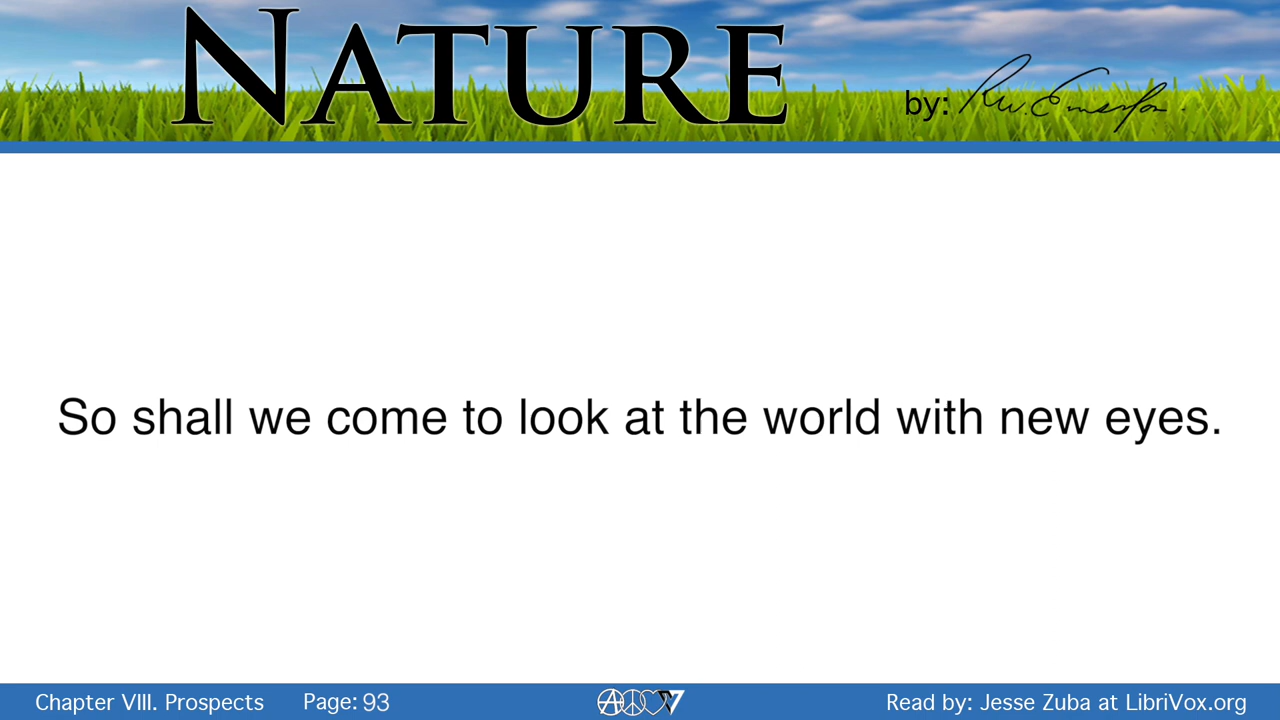 NATURE
by: R.W. Emerson.
So shall we come to look at the world with new eyes.
Chapter VIII. Prospects Page: 93 Read by: Jesse Zuba at LibriVox.org